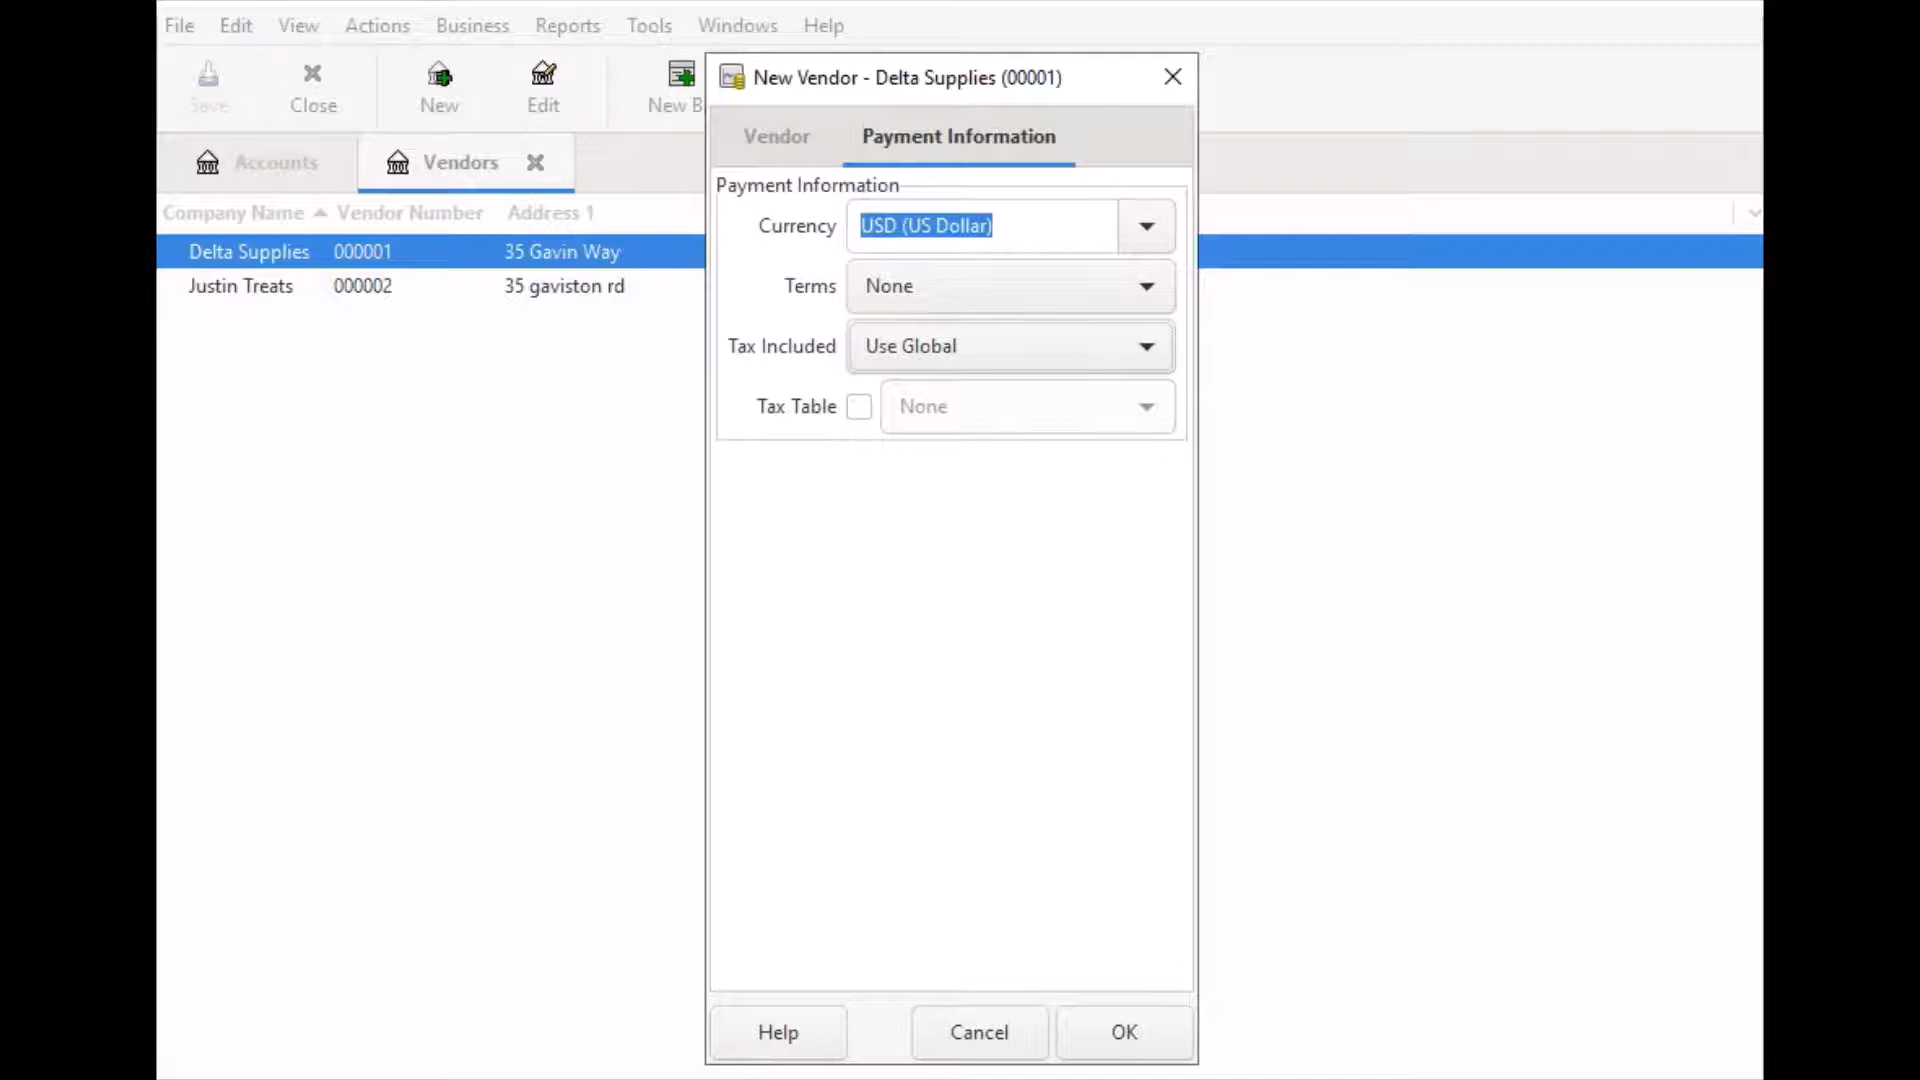 File Edit View Actions Business Reports Tools Windows Help
Save Close New Edit New B
New Vendor - Delta Supplies (00001)
Accounts Vendors
Vendor Payment Information
Company Name Vendor Number Address 1
Delta Supplies 000001 35 Gavin Way
Justin Treats 000002 35 gaviston rd
Payment Information
Currency USD (US Dollar)
Terms None
Tax Included Use Global
Tax Table None
Help Cancel OK